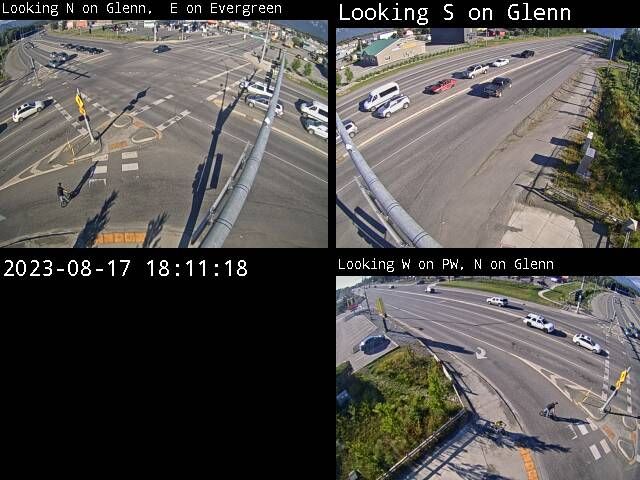 Looking N on Glenn, E on Evergreen
Looking S on Glenn
2023-08-17 18:11:18
Looking W on PW, N on Glenn